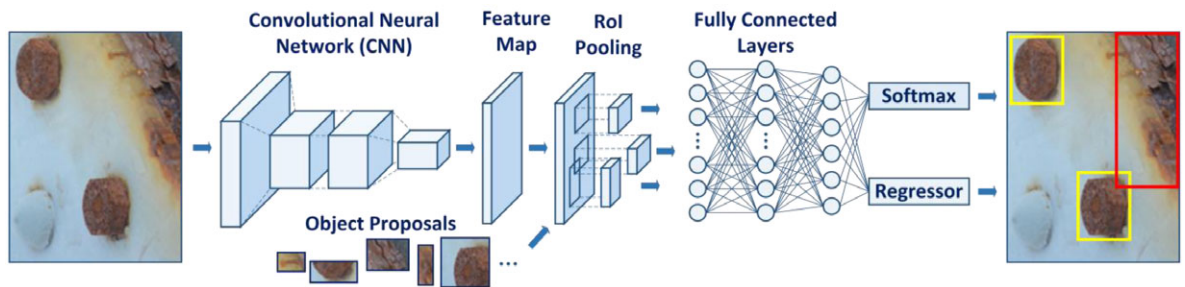 Convolutional Neural
Network (CNN)
Feature
Map
RoI
Pooling
Fully Connected
Layers
Softmax
Regressor
Object Proposals
...